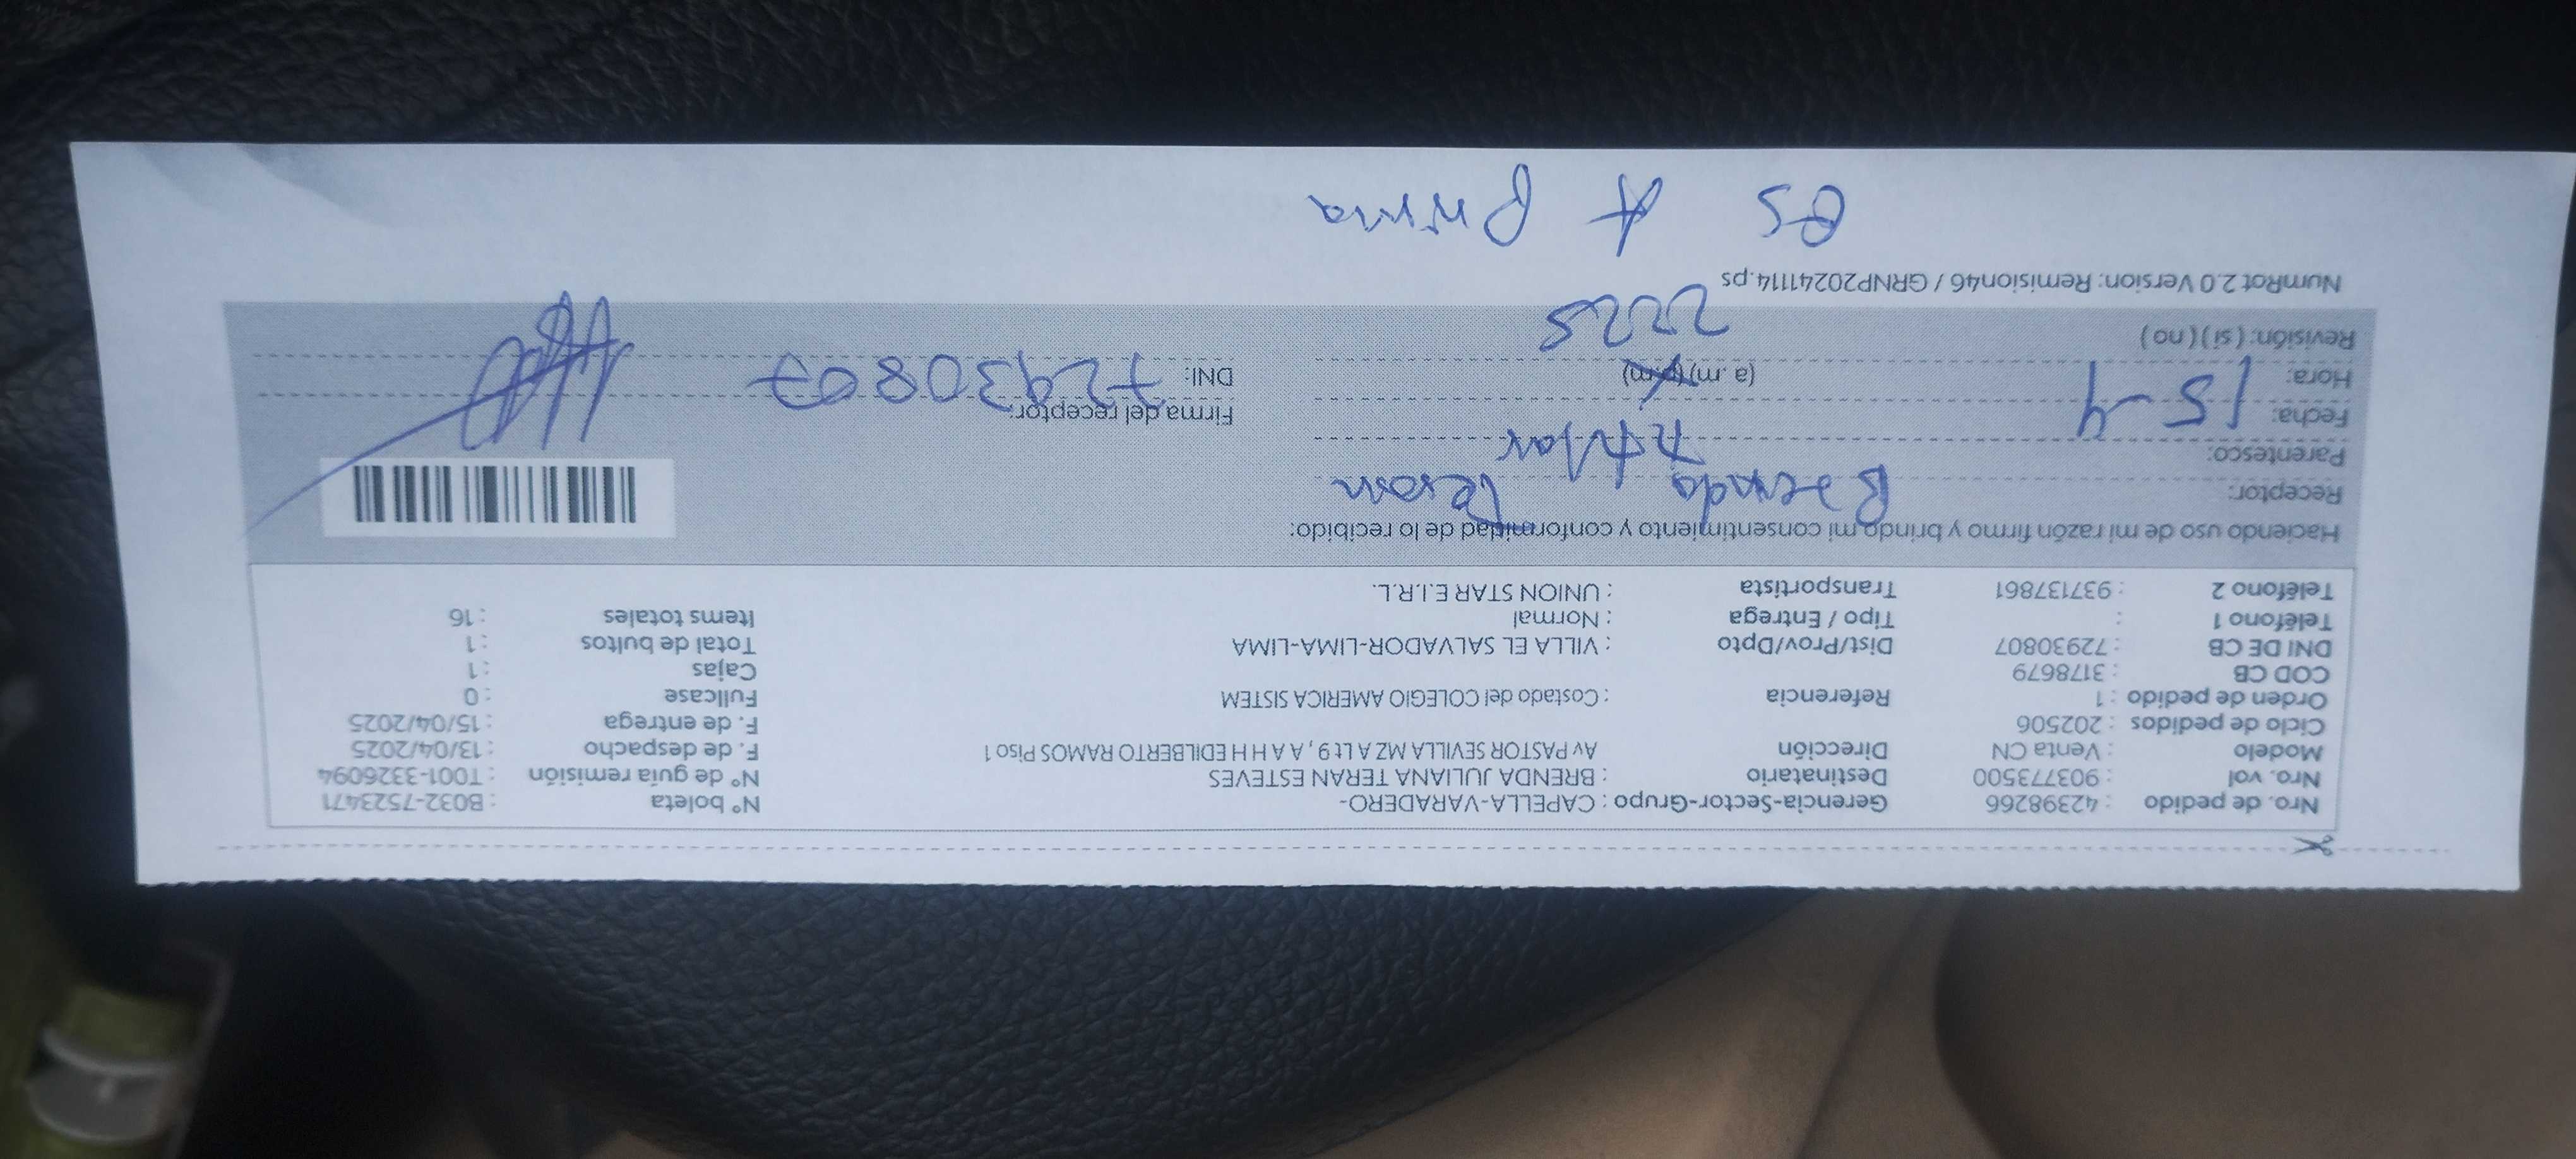 Nro. de pedido : 42398266 Gerencia-Sector-Grupo : CAPELLA-VARADERO- N° boleta : B032-7523471
Nro. vol : 903773500 Destinatario : BRENDA JULIANA TERAN ESTEVES N° de guía remisión : T001-3326094
Modelo : Venta CN Dirección Av PASTOR SEVILLA MZ A Lt 9 , A A H H EDILBERTO RAMOS Piso 1 F. de despacho : 13/04/2025
Ciclo de pedidos : 202506 F. de entrega : 15/04/2025
Orden de pedido : 1 Referencia : Costado del COLEGIO AMERICA SISTEM Fullcase : 0
COD CB : 3178679 Cajas : 1
DNI DE CB : 72930807 Dist/Prov/Dpto : VILLA EL SALVADOR-LIMA-LIMA Total de bultos : 1
Teléfono 1 : Tipo / Entrega : Normal Items totales : 16
Teléfono 2 : 937137861 Transportista : UNION STAR E.I.R.L.
Haciendo uso de mi razón firmo y brindo mi consentimiento y conformidad de lo recibido:
Receptor: Brenda Teran
Parentesco: titular
Fecha: 15-4 Firma del receptor:
Hora: (a .m) (p.m) DNI: 72930807
Revisión: ( si ) ( no ) 2225
NumRot 2.0 Version: Remision46 / GRNP20241114.ps